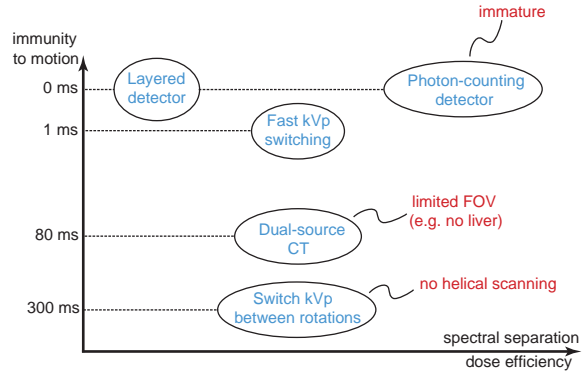 immature
immunity
to motion
0 ms
Layered
detector
Photon-counting
detector
1 ms
Fast kVp
switching
limited FOV
(e.g. no liver)
80 ms
Dual-source
CT
no helical scanning
300 ms
Switch kVp
between rotations
spectral separation
dose efficiency